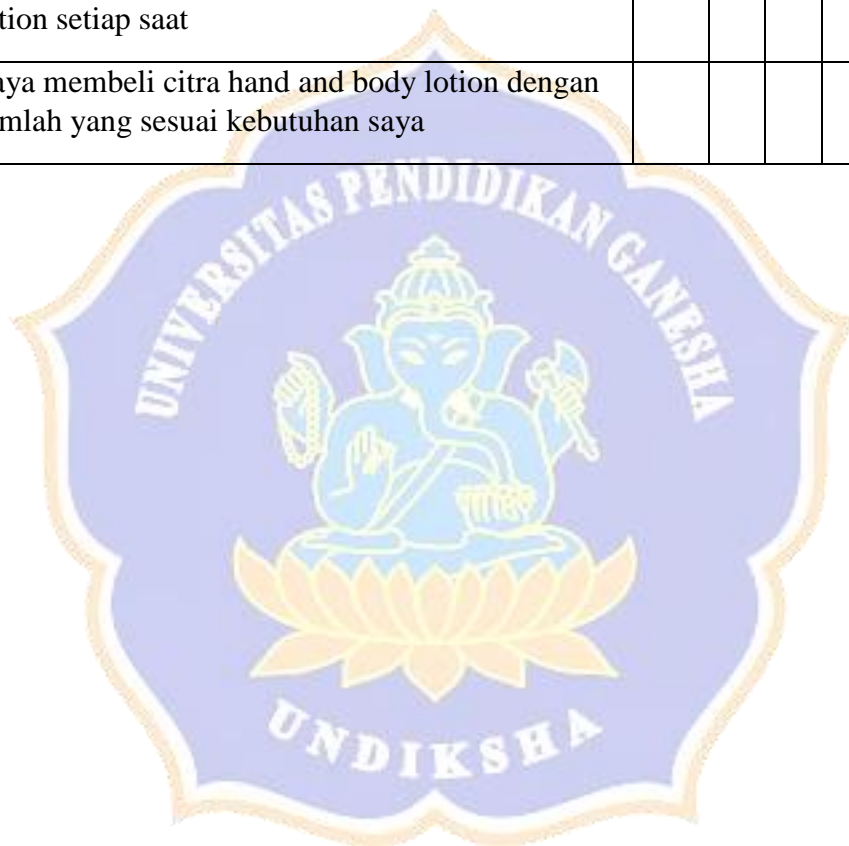 tion setiap saat
aya membeli citra hand and body lotion dengan
mlah yang sesuai kebutuhan saya
UNIVERSITAS PENDIDIKAN GANESHA
UNDIKSHA